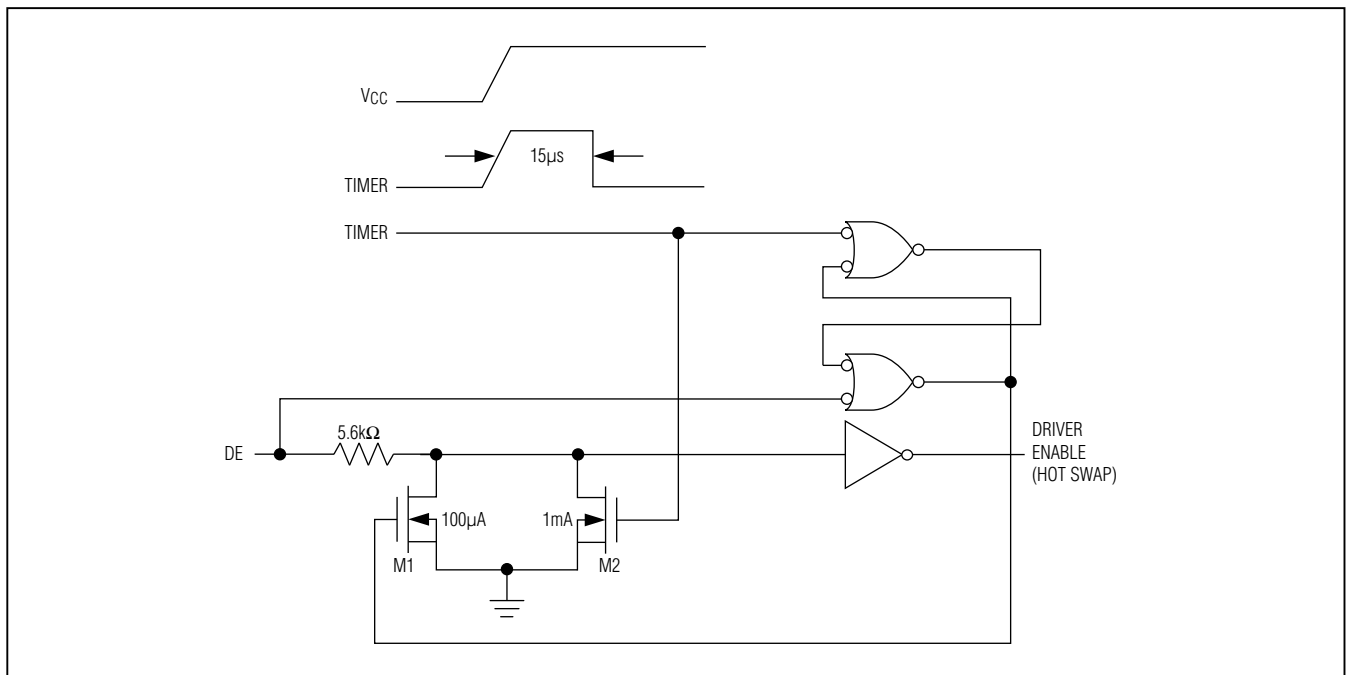 VCC
15µs
TIMER
TIMER
5.6kΩ
DE
DRIVER
ENABLE
(HOT SWAP)
100µA
1mA
M1
M2